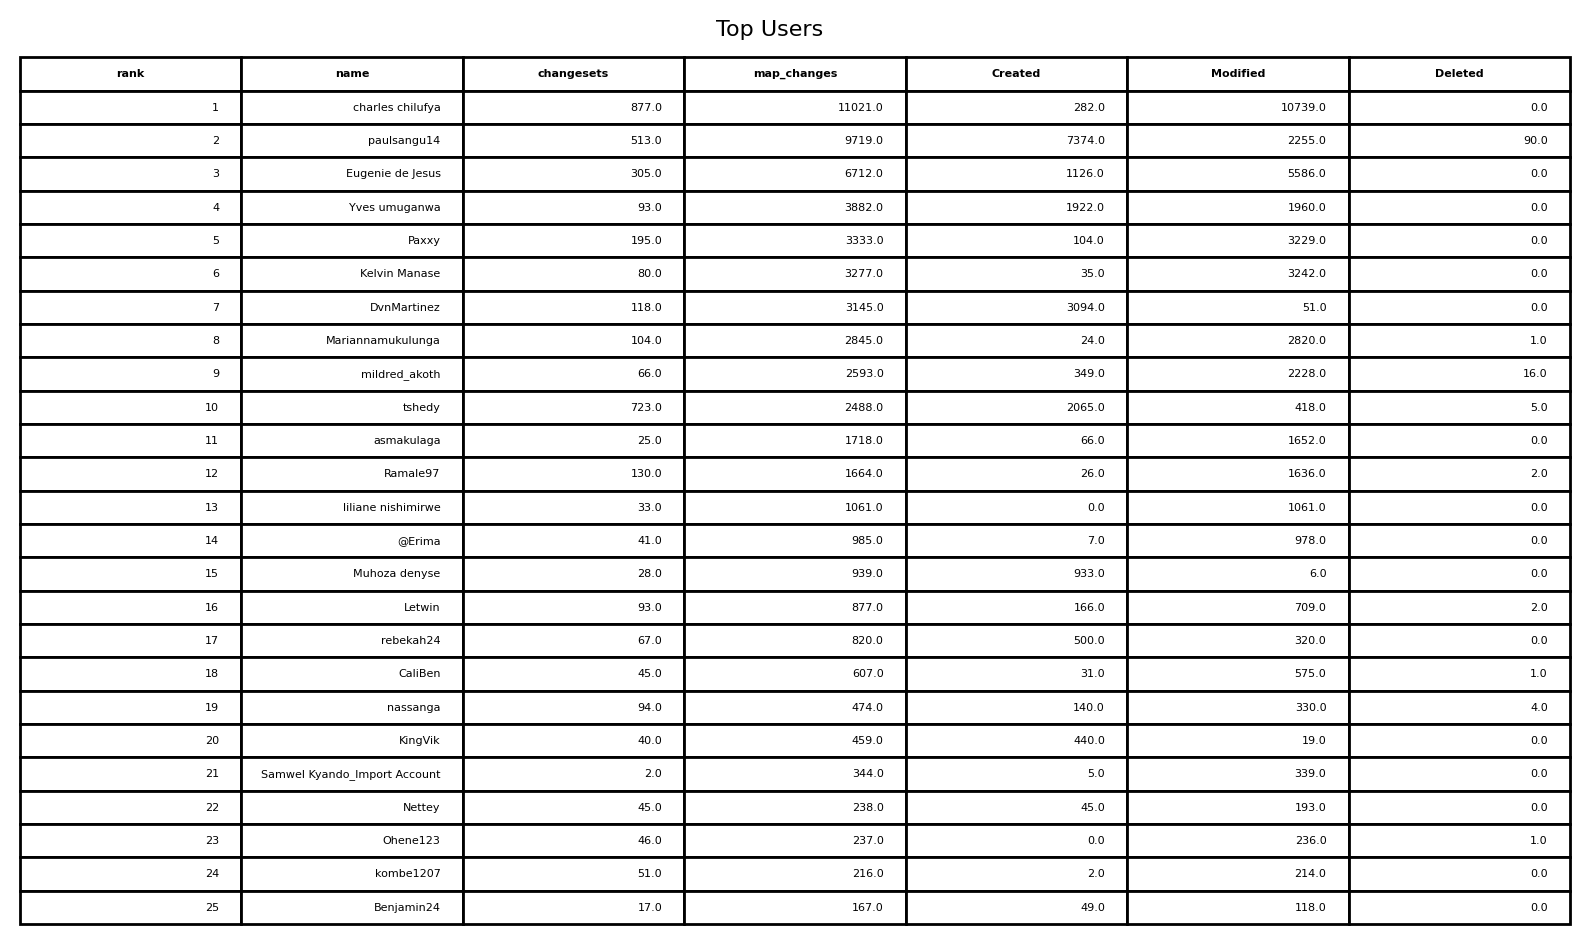 Top Users
rank name changesets map_changes Created Modified Deleted
1 charles chilufya 877.0 11021.0 282.0 10739.0 0.0
2 paulsangu14 513.0 9719.0 7374.0 2255.0 90.0
3 Eugenie de Jesus 305.0 6712.0 1126.0 5586.0 0.0
4 Yves umuganwa 93.0 3882.0 1922.0 1960.0 0.0
5 Paxxy 195.0 3333.0 104.0 3229.0 0.0
6 Kelvin Manase 80.0 3277.0 35.0 3242.0 0.0
7 DvnMartinez 118.0 3145.0 3094.0 51.0 0.0
8 Mariannamukulunga 104.0 2845.0 24.0 2820.0 1.0
9 mildred_akoth 66.0 2593.0 349.0 2228.0 16.0
10 tshedy 723.0 2488.0 2065.0 418.0 5.0
11 asmakulaga 25.0 1718.0 66.0 1652.0 0.0
12 Ramale97 130.0 1664.0 26.0 1636.0 2.0
13 liliane nishimirwe 33.0 1061.0 0.0 1061.0 0.0
14 @Erima 41.0 985.0 7.0 978.0 0.0
15 Muhoza denyse 28.0 939.0 933.0 6.0 0.0
16 Letwin 93.0 877.0 166.0 709.0 2.0
17 rebekah24 67.0 820.0 500.0 320.0 0.0
18 CaliBen 45.0 607.0 31.0 575.0 1.0
19 nassanga 94.0 474.0 140.0 330.0 4.0
20 KingVik 40.0 459.0 440.0 19.0 0.0
21 Samwel Kyando_Import Account 2.0 344.0 5.0 339.0 0.0
22 Nettey 45.0 238.0 45.0 193.0 0.0
23 Ohene123 46.0 237.0 0.0 236.0 1.0
24 kombe1207 51.0 216.0 2.0 214.0 0.0
25 Benjamin24 17.0 167.0 49.0 118.0 0.0